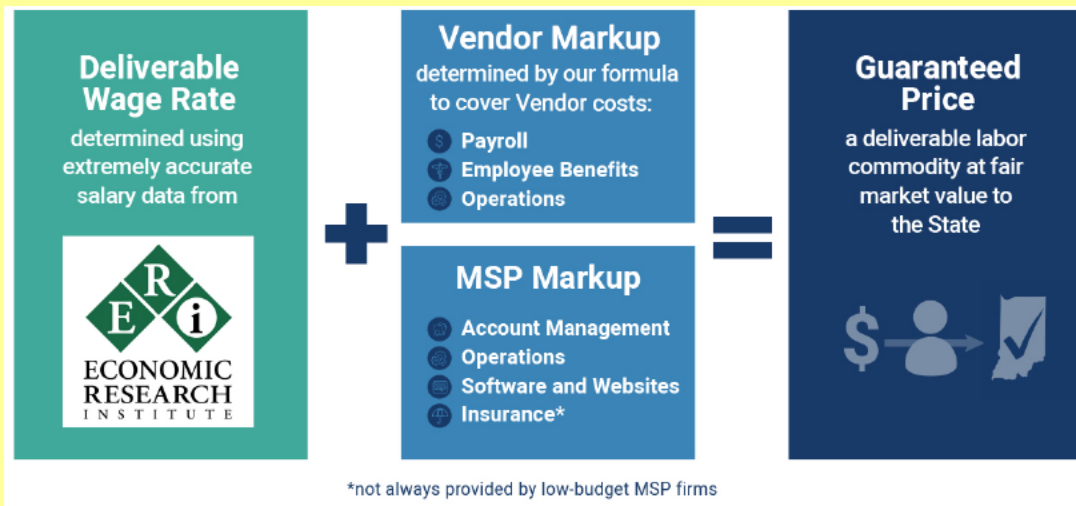 Deliverable
Wage Rate
determined using
extremely accurate
salary data from
E
R
i
ECONOMIC
RESEARCH
INSTITUTE
Vendor Markup
determined by our formula
to cover Vendor costs:
$ Payroll
Employee Benefits
Operations
MSP Markup
Account Management
Operations
Software and Websites
Insurance*
Guaranteed
Price
a deliverable labor
commodity at fair
market value to
the State
$
*not always provided by low-budget MSP firms